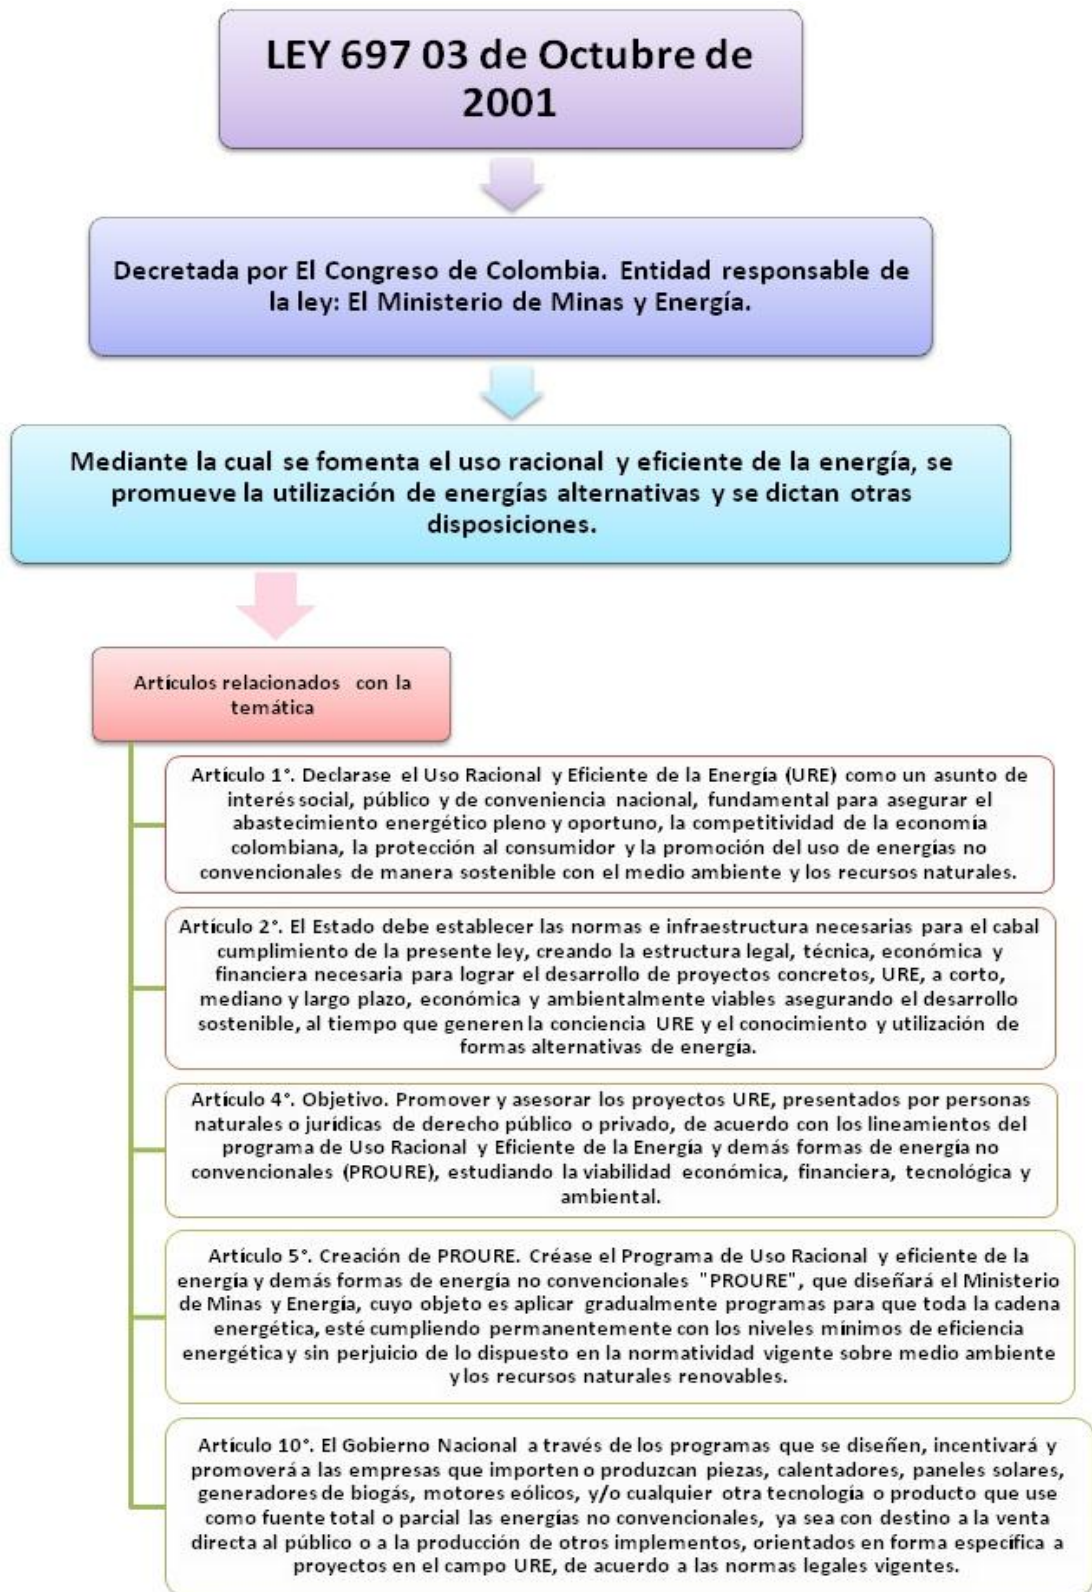 LEY 697 03 de Octubre de
2001
Decretada por El Congreso de Colombia. Entidad responsable de
la ley: El Ministerio de Minas y Energía.
Mediante la cual se fomenta el uso racional y eficiente de la energía, se
promueve la utilización de energías alternativas y se dictan otras
disposiciones.
Artículos relacionados con la
temática
Artículo 1°. Declarase el Uso Racional y Eficiente de la Energía (URE) como un asunto de
interés social, público y de conveniencia nacional, fundamental para asegurar el
abastecimiento energético pleno y oportuno, la competitividad de la economía
colombiana, la protección al consumidor y la promoción del uso de energías no
convencionales de manera sostenible con el medio ambiente y los recursos naturales.
Artículo 2°. El Estado debe establecer las normas e infraestructura necesarias para el cabal
cumplimiento de la presente ley, creando la estructura legal, técnica, económica y
financiera necesaria para lograr el desarrollo de proyectos concretos, URE, a corto,
mediano y largo plazo, económica y ambientalmente viables asegurando el desarrollo
sostenible, al tiempo que generen la conciencia URE y el conocimiento y utilización de
formas alternativas de energía.
Artículo 4°. Objetivo. Promover y asesorar los proyectos URE, presentados por personas
naturales o jurídicas de derecho público o privado, de acuerdo con los lineamientos del
programa de Uso Racional y Eficiente de la Energía y demás formas de energía no
convencionales (PROURE), estudiando la viabilidad económica, financiera, tecnológica y
ambiental.
Artículo 5°. Creación de PROURE. Créase el Programa de Uso Racional y eficiente de la
energía y demás formas de energía no convencionales "PROURE", que diseñará el Ministerio
de Minas y Energía, cuyo objeto es aplicar gradualmente programas para que toda la cadena
energética, esté cumpliendo permanentemente con los niveles mínimos de eficiencia
energética y sin perjuicio de lo dispuesto en la normatividad vigente sobre medio ambiente
y los recursos naturales renovables.
Artículo 10°. El Gobierno Nacional a través de los programas que se diseñen, incentivará y
promoverá a las empresas que importen o produzcan piezas, calentadores, paneles solares,
generadores de biogás, motores eólicos, y/o cualquier otra tecnología o producto que use
como fuente total o parcial las energías no convencionales, ya sea con destino a la venta
directa al público o a la producción de otros implementos, orientados en forma específica a
proyectos en el campo URE, de acuerdo a las normas legales vigentes.